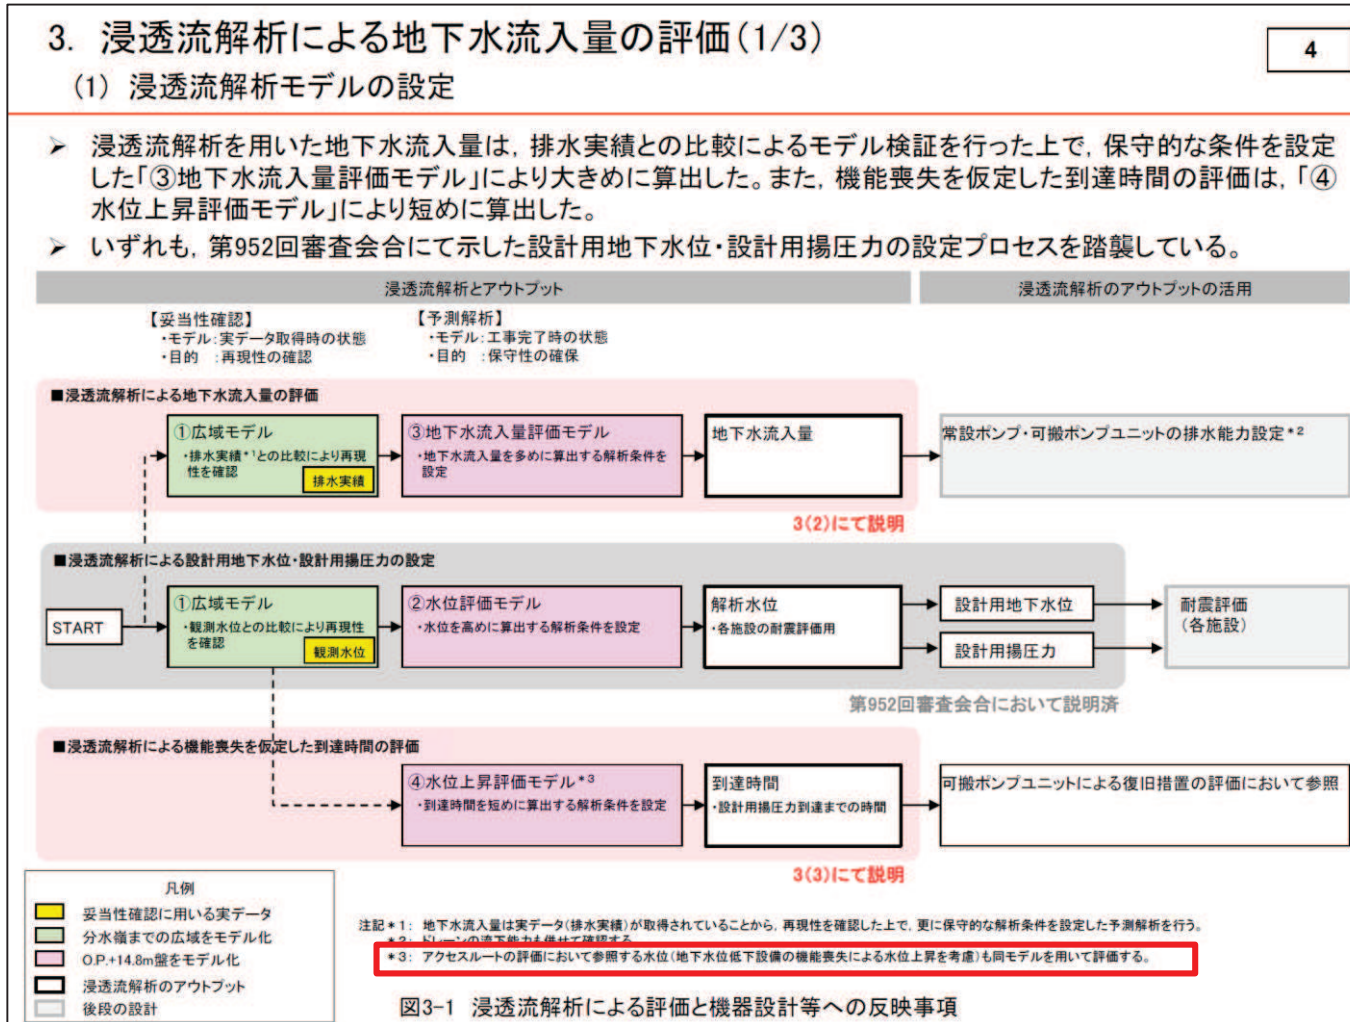 3. 浸透流解析による地下水流入量の評価(1/3)
4
(1) 浸透流解析モデルの設定
➢ 浸透流解析を用いた地下水流入量は，排水実績との比較によるモデル検証を行った上で，保守的な条件を設定
した「③地下水流入量評価モデル」により大きめに算出した。また，機能喪失を仮定した到達時間の評価は，「④
水位上昇評価モデル」により短めに算出した。
➢ いずれも，第952回審査会合にて示した設計用地下水位・設計用揚圧力の設定プロセスを踏襲している。
浸透流解析とアウトプット
浸透流解析のアウトプットの活用
【妥当性確認】
・モデル：実データ取得時の状態
・目的　：再現性の確認
【予測解析】
・モデル：工事完了時の状態
・目的　：保守性の確保
■浸透流解析による地下水流入量の評価
①広域モデル
・排水実績*1との比較により再現
性を確認
排水実績
③地下水流入量評価モデル
・地下水流入量を多めに算出する解析条件を
設定
地下水流入量
常設ポンプ・可搬ポンプユニットの排水能力設定*2
3(2)にて説明
■浸透流解析による設計用地下水位・設計用揚圧力の設定
START
①広域モデル
・観測水位との比較により再現性
を確認
観測水位
②水位評価モデル
・水位を高めに算出する解析条件を設定
解析水位
・各施設の耐震評価用
設計用地下水位
設計用揚圧力
耐震評価
(各施設)
第952回審査会合において説明済
■浸透流解析による機能喪失を仮定した到達時間の評価
④水位上昇評価モデル*3
・到達時間を短めに算出する解析条件を設定
到達時間
・設計用揚圧力到達までの時間
可搬ポンプユニットによる復旧措置の評価において参照
3(3)にて説明
凡例
妥当性確認に用いる実データ
分水嶺までの広域をモデル化
O.P.+14.8m盤をモデル化
浸透流解析のアウトプット
後段の設計
注記*1： 地下水流入量は実データ(排水実績)が取得されていることから，再現性を確認した上で，更に保守的な解析条件を設定した予測解析を行う。
*2： ドレーンの流下能力も併せて確認する。
*3： アクセスルートの評価において参照する水位(地下水位低下設備の機能喪失による水位上昇を考慮)も同モデルを用いて評価する。
図3-1 浸透流解析による評価と機器設計等への反映事項